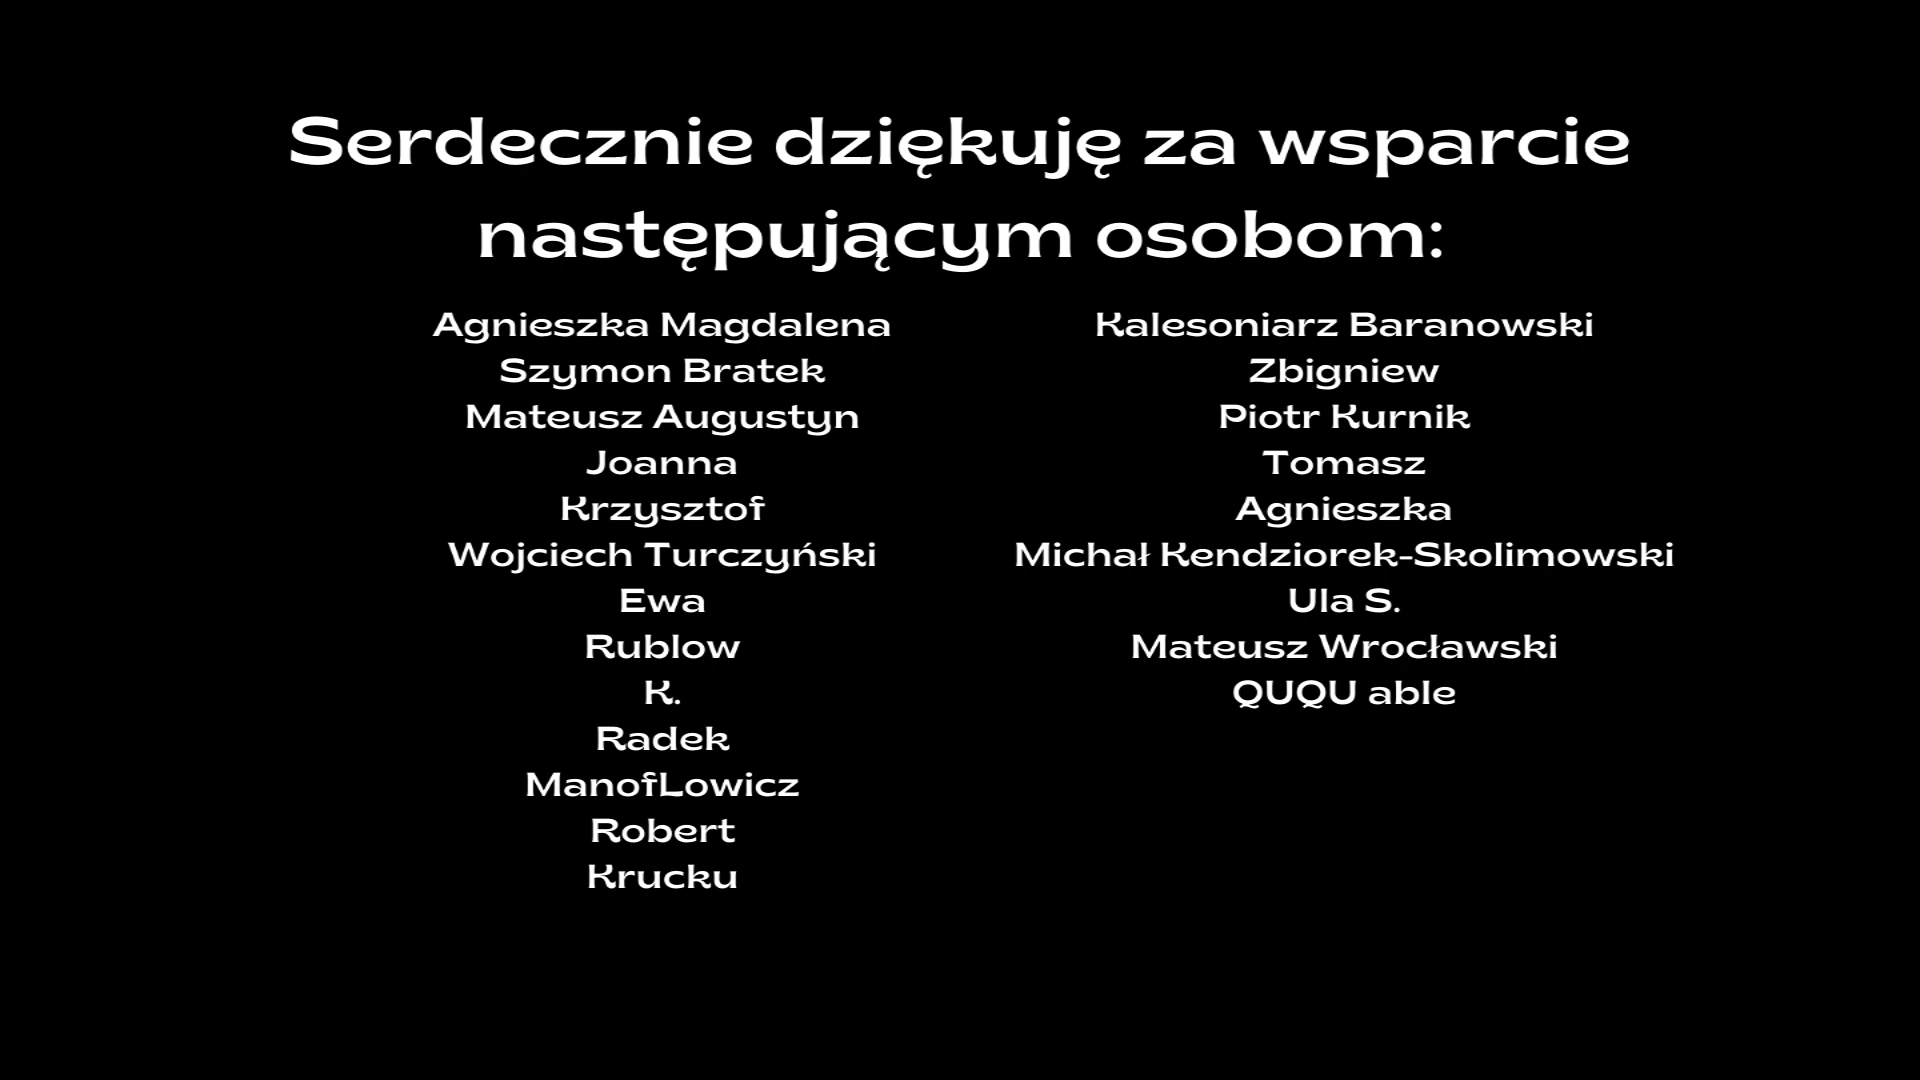 Serdecznie dziękuję za wsparcie
następującym osobom:
Agnieszka Magdalena
Szymon Bratek
Mateusz Augustyn
Joanna
Krzysztof
Wojciech Turczyński
Ewa
Rublow
K.
Radek
ManofLowicz
Robert
Krucku
Kalesoniarz Baranowski
Zbigniew
Piotr Kurnik
Tomasz
Agnieszka
Michał Kendziorek-Skolimowski
Ula S.
Mateusz Wrocławski
QUQU able